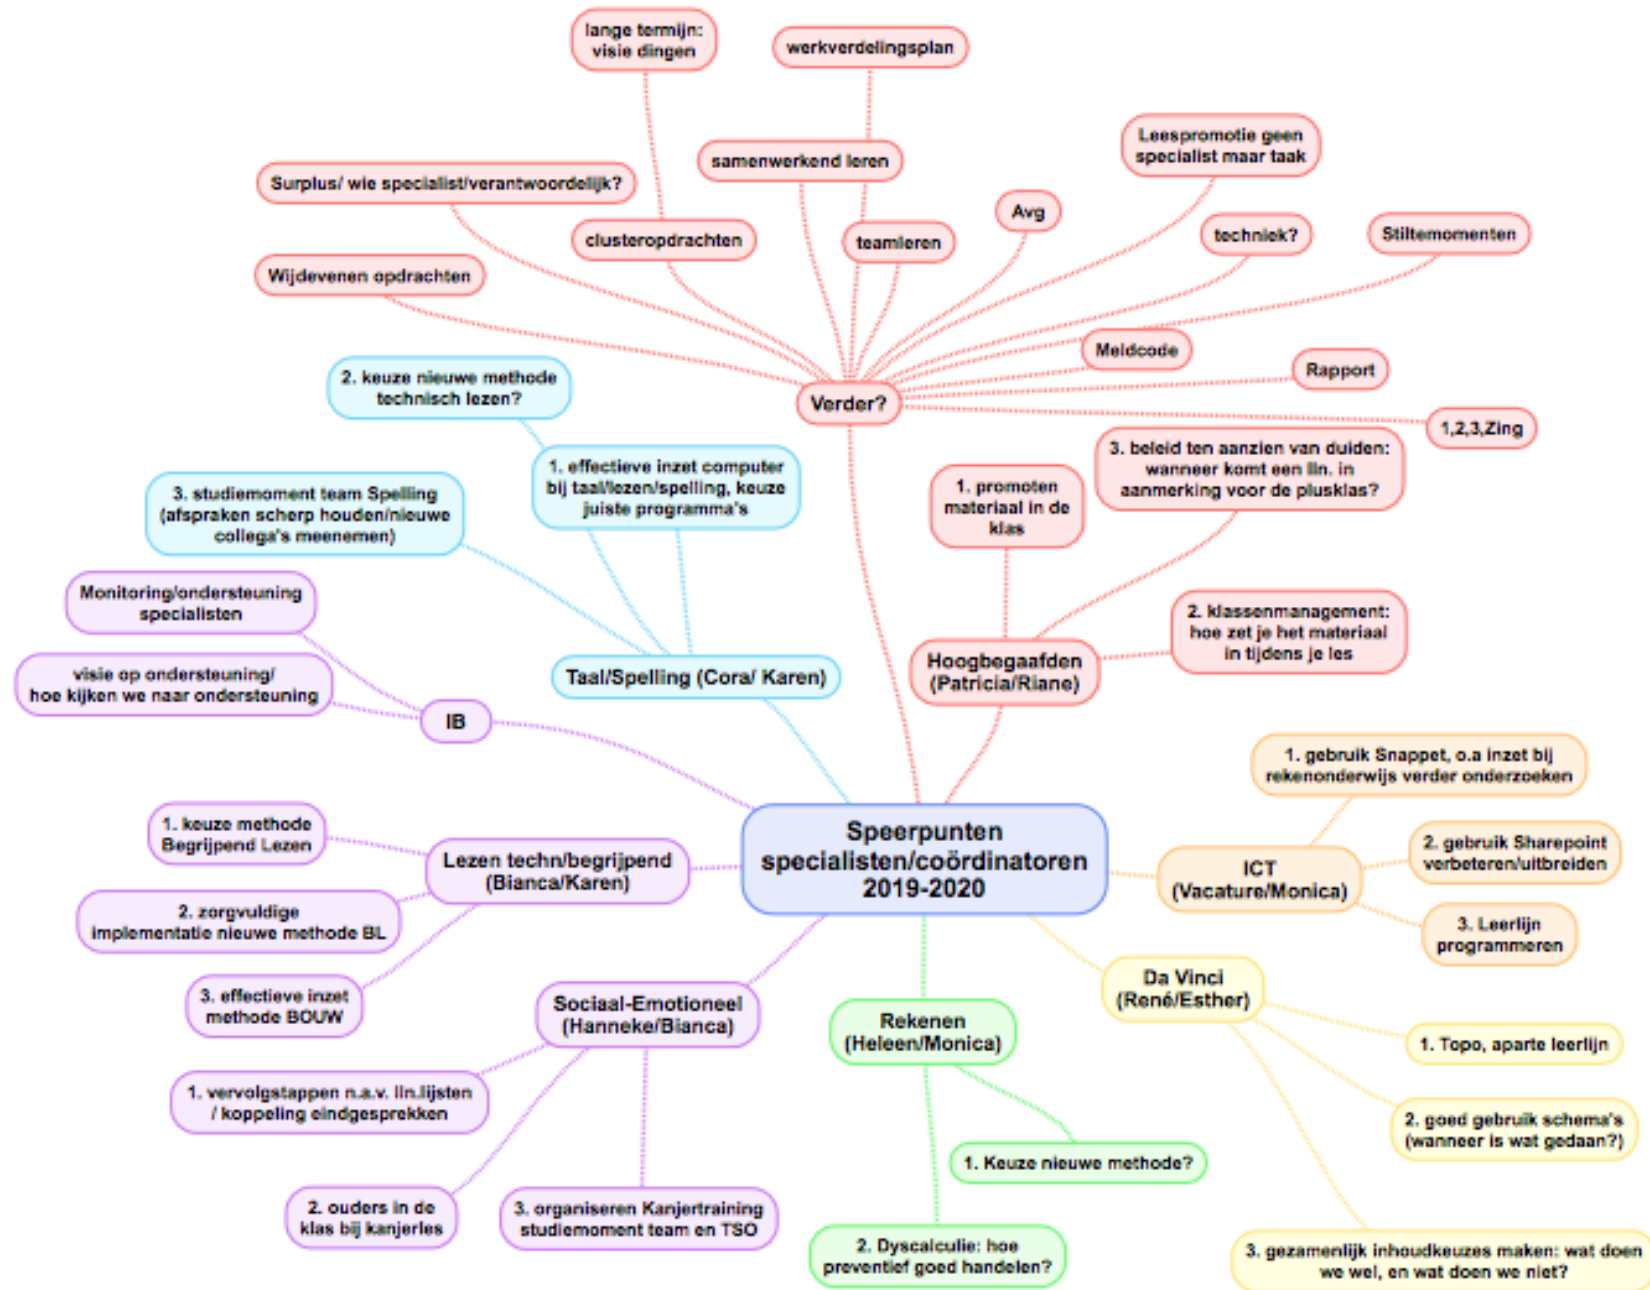 lange termijn:
visie dingen
werkverdelingsplan
Leespromotie geen
specialist maar taak
samenwerkend leren
Surplus/ wie specialist/verantwoordelijk?
Avg
clusteropdrachten
teamleren
techniek?
Stiltemomenten
Wijdevenen opdrachten
Meldcode
Rapport
Verder?
1,2,3,Zing
2. keuze nieuwe methode
technisch lezen?
1. effectieve inzet computer
bij taal/lezen/spelling, keuze
juiste programma's
3. studiemoment team Spelling
(afspraken scherp houden/nieuwe
collega's meenemen)
Taal/Spelling (Cora/ Karen)
3. beleid ten aanzien van duiden:
wanneer komt een lln. in
aanmerking voor de plusklas?
1. promoten
materiaal in de
klas
2. klassenmanagement:
hoe zet je het materiaal
in tijdens je les
Hoogbegaafden
(Patricia/Riane)
Monitoring/ondersteuning
specialisten
visie op ondersteuning/
hoe kijken we naar ondersteuning
IB
Speerpunten
specialisten/coördinatoren
2019-2020
1. gebruik Snappet, o.a inzet bij
rekenonderwijs verder onderzoeken
2. gebruik Sharepoint
verbeteren/uitbreiden
ICT
(Vacature/Monica)
3. Leerlijn
programmeren
1. keuze methode
Begrijpend Lezen
Lezen techn/begrijpend
(Bianca/Karen)
2. zorgvuldige
implementatie nieuwe methode BL
3. effectieve inzet
methode BOUW
Sociaal-Emotioneel
(Hanneke/Bianca)
1. vervolgstappen n.a.v. lln.lijsten
/ koppeling eindgesprekken
2. ouders in de
klas bij kanjerles
3. organiseren Kanjertraining
studiemoment team en TSO
Rekenen
(Heleen/Monica)
1. Keuze nieuwe methode?
2. Dyscalculie: hoe
preventief goed handelen?
Da Vinci
(René/Esther)
1. Topo, aparte leerlijn
2. goed gebruik schema's
(wanneer is wat gedaan?)
3. gezamenlijk inhoudkeuzes maken: wat doen
we wel, en wat doen we niet?